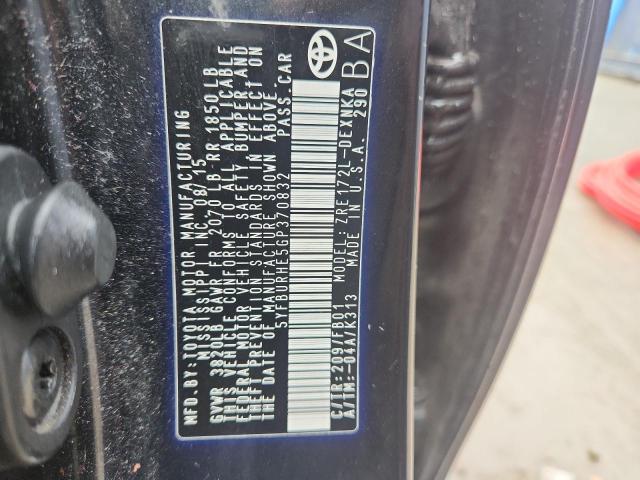 MFD. BY: TOYOTA MOTOR MANUFACTURING
MISSISSIPPI INC. 08/15
GVWR 3820LB GAWR FR 2070 LB RR 1850 LB
THIS VEHICLE CONFORMS TO ALL APPLICABLE
FEDERAL MOTOR VEHICLE SAFETY BUMPER, AND
THEFT PREVENTION STANDARDS IN EFFECT ON
THE DATE OF MANUFACTURE SHOWN ABOVE.
5YFBURHE5GP370832 PASS. CAR
C/TR: 209/FB01 MODEL: ZRE172L-DEXNKA
A/TM: -04A/K313 MADE IN U.S.A. 290
BA